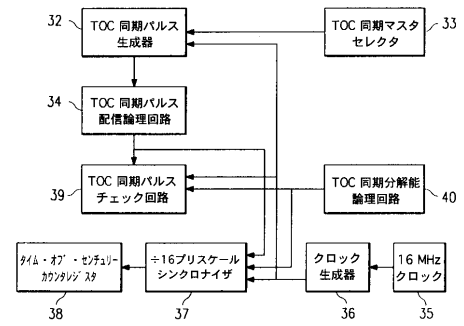 32
TOC 同期パルス
生成器
TOC 同期マスタ
セレクタ
33
34
TOC 同期パルス
配信論理回路
39
TOC 同期パルス
チェック回路
TOC 同期分解能
論理回路
40
タイム・オブ・センチュリー
カウンタレジスタ
38
÷16プリスケール
シンクロナイザ
37
クロック
生成器
36
16 MHz
クロック
35